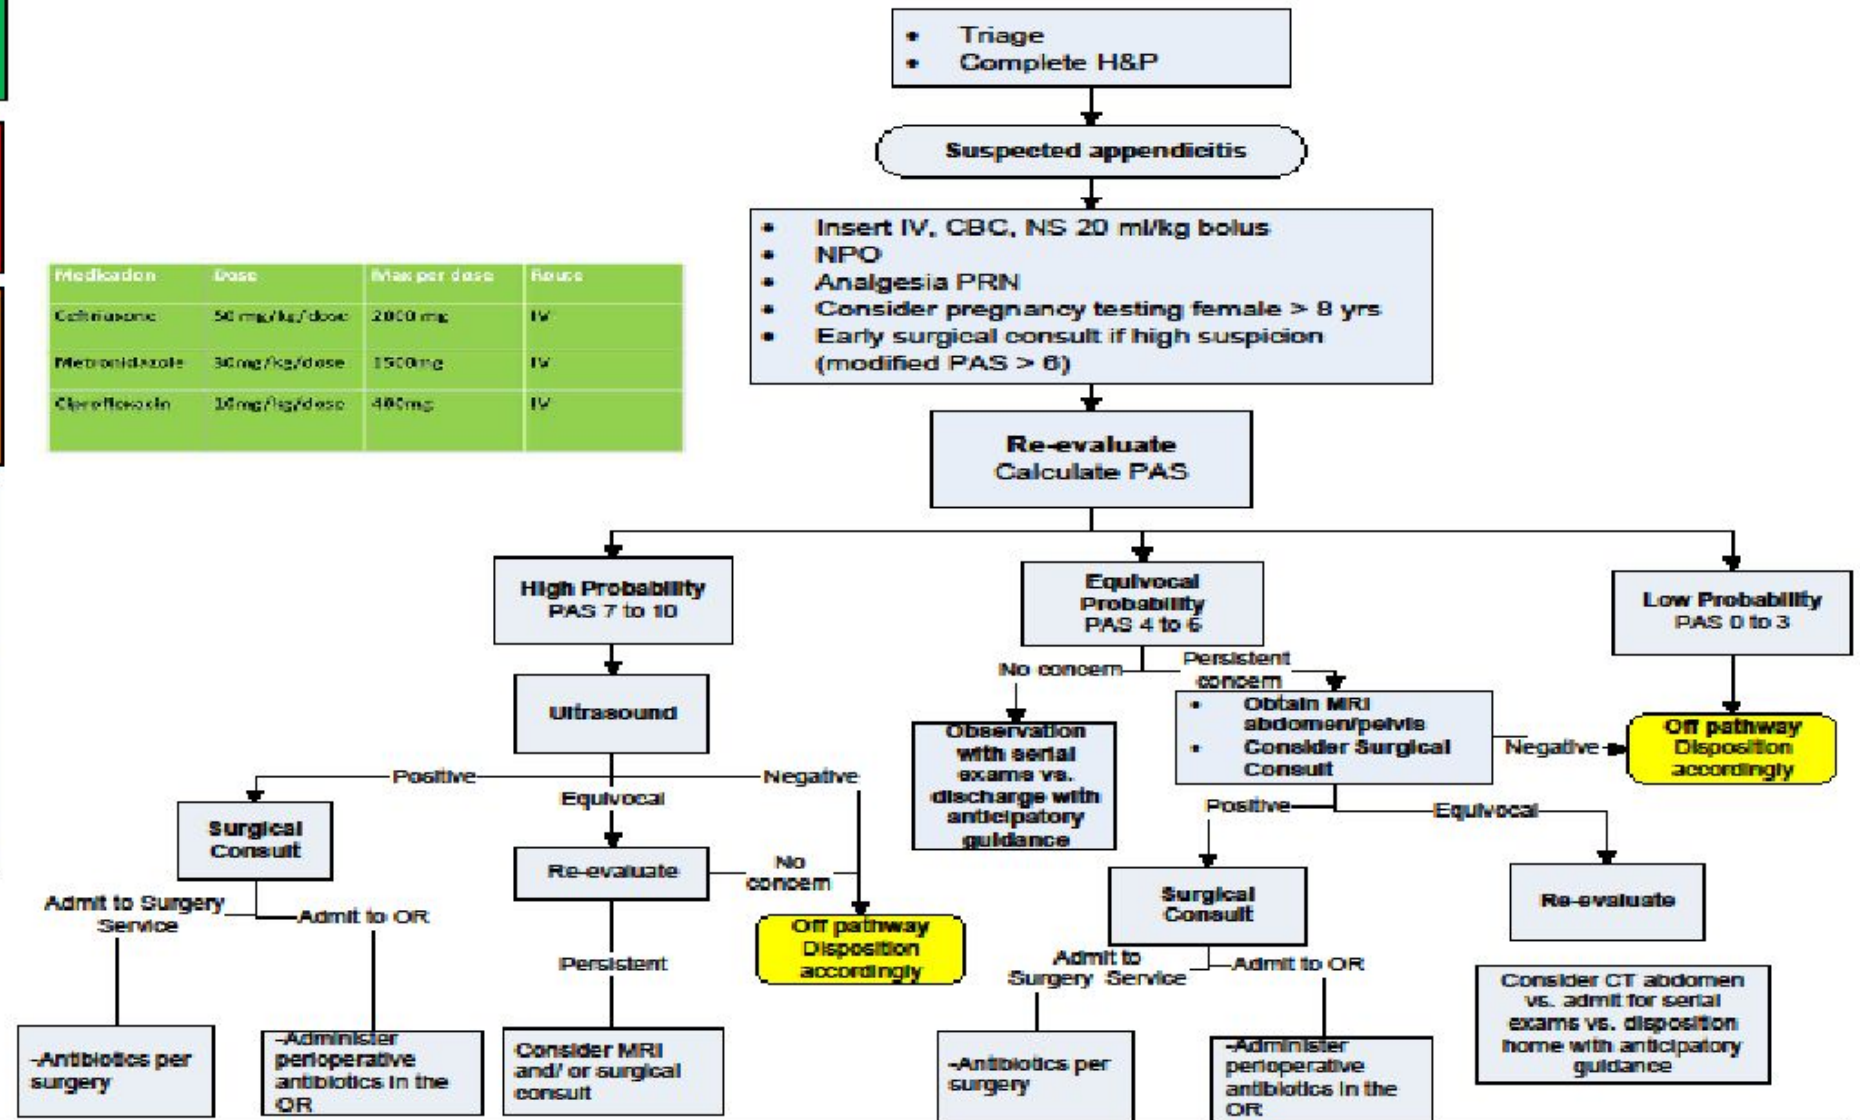 • Triage
• Complete H&P
Suspected appendicitis
• Insert IV, CBC, NS 20 ml/kg bolus
• NPO
• Analgesia PRN
• Consider pregnancy testing female > 8 yrs
• Early surgical consult if high suspicion
(modified PAS > 6)
Medication Dose Max per dose Route
Ceftriaxone 50 mg/kg/dose 2000 mg IV
Metronidazole 30mg/kg/dose 1500mg IV
Ciprofloxacin 10mg/kg/dose 400mg IV
Re-evaluate
Calculate PAS
High Probability
PAS 7 to 10
Equivocal
Probability
PAS 4 to 6
Low Probability
PAS 0 to 3
No concern
Persistent
concern
Ultrasound
Observation
with serial
exams vs.
discharge with
anticipatory
guidance
• Obtain MRI
abdomen/pelvis
• Consider Surgical
Consult
Negative
Off pathway
Disposition
accordingly
Positive
Equivocal
Negative
Positive
Equivocal
Surgical
Consult
Re-evaluate
No
concern
Off pathway
Disposition
accordingly
Surgical
Consult
Re-evaluate
Admit to Surgery
Service
Admit to OR
Persistent
Admit to
Surgery Service
Admit to OR
Consider CT abdomen
vs. admit for serial
exams vs. disposition
home with anticipatory
guidance
-Antibiotics per
surgery
-Administer
perioperative
antibiotics in the
OR
Consider MRI
and/ or surgical
consult
-Antibiotics per
surgery
-Administer
perioperative
antibiotics in the
OR